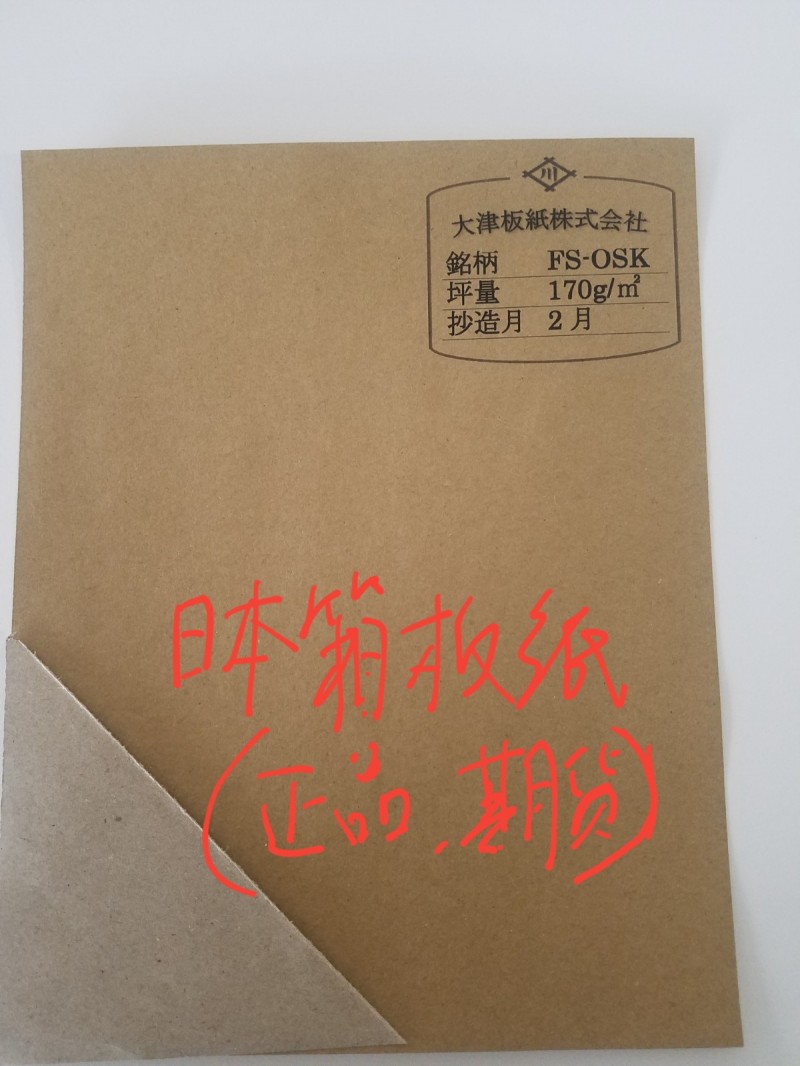 川
大津板紙株式会社
銘柄 FS-OSK
坪量 170g/㎡
抄造月 2月
日本箱板纸
(正品.期货)